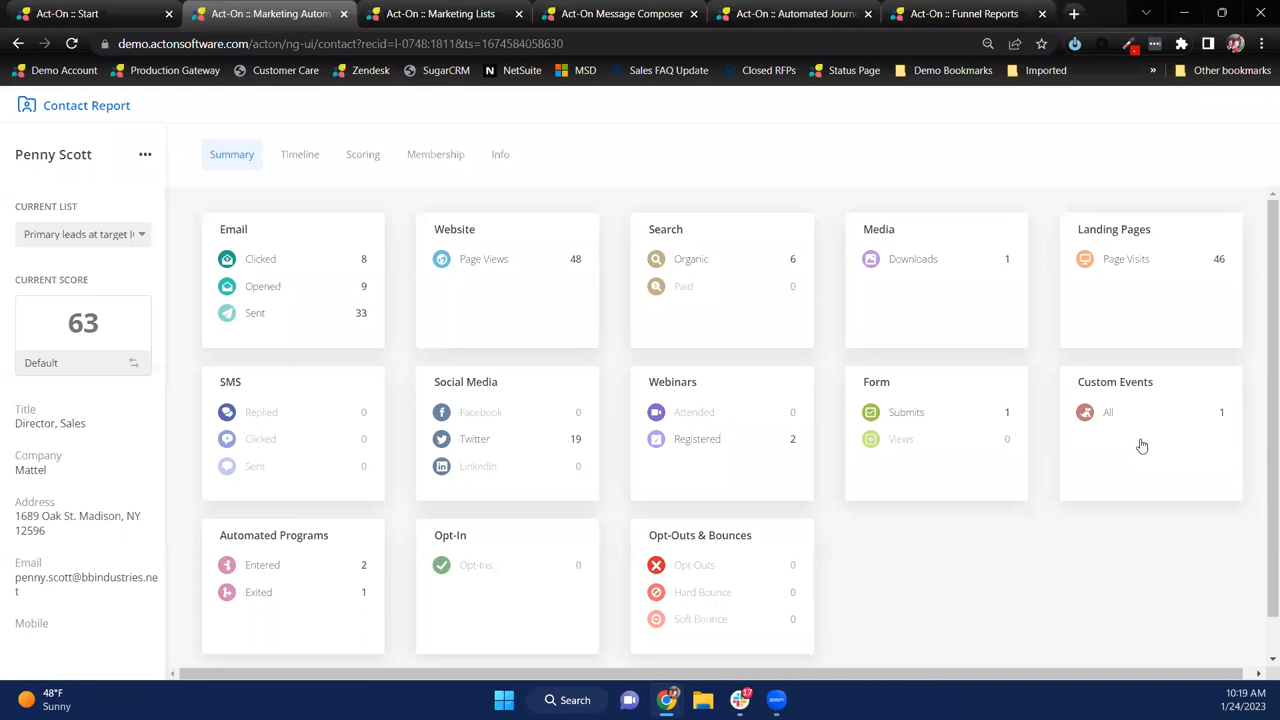 Act-On :: Start
Act-On :: Marketing Autom
Act-On :: Marketing Lists
Act-On Message Composer
Act-On :: Automated Journ
Act-On :: Funnel Reports
demo.actonsoftware.com/acton/ng-ui/contact?recid=l-0748:1811&ts=1674584058630
Demo Account
Production Gateway
Customer Care
Zendesk
SugarCRM
NetSuite
MSD
Sales FAQ Update
Closed RFPs
Status Page
Demo Bookmarks
Imported
»
Other bookmarks
Contact Report
Penny Scott
Summary
Timeline
Scoring
Membership
Info
CURRENT LIST
Primary leads at target l
CURRENT SCORE
63
Default
Title
Director, Sales
Company
Mattel
Address
1689 Oak St. Madison, NY
12596
Email
penny.scott@bbindustries.ne
t
Mobile
Email
Clicked 8
Opened 9
Sent 33
Website
Page Views 48
Search
Organic 6
Paid 0
Media
Downloads 1
Landing Pages
Page Visits 46
SMS
Replied 0
Clicked 0
Sent 0
Social Media
Facebook 0
Twitter 19
LinkedIn 0
Webinars
Attended 0
Registered 2
Form
Submits 1
Views 0
Custom Events
All 1
Automated Programs
Entered 2
Exited 1
Opt-In
Opt-Ins 0
Opt-Outs & Bounces
Opt-Outs 0
Hard Bounce 0
Soft Bounce 0
48°F
Sunny
Search
17
zoom
10:19 AM
1/24/2023